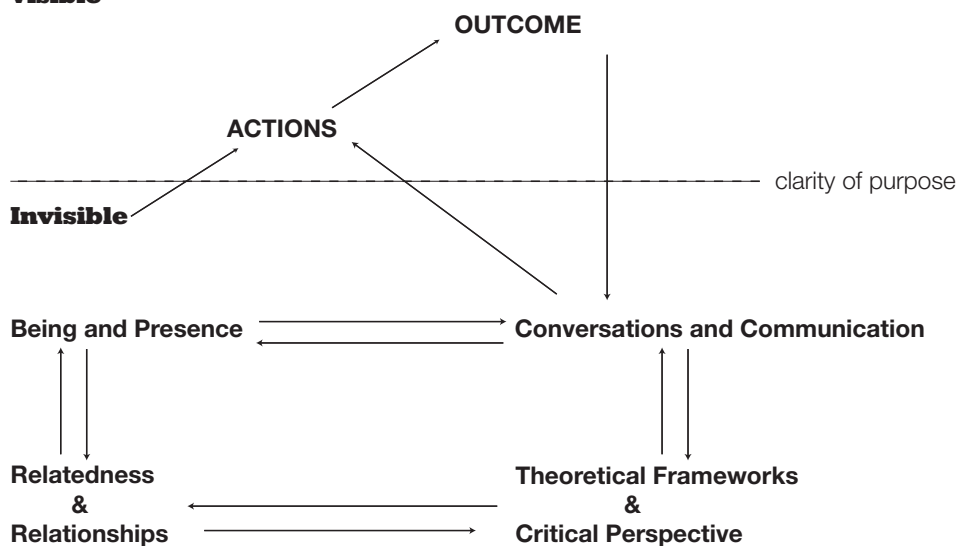 OUTCOME
ACTIONS
clarity of purpose
Invisible
Being and Presence
Conversations and Communication
Relatedness
&
Relationships
Theoretical Frameworks
&
Critical Perspective